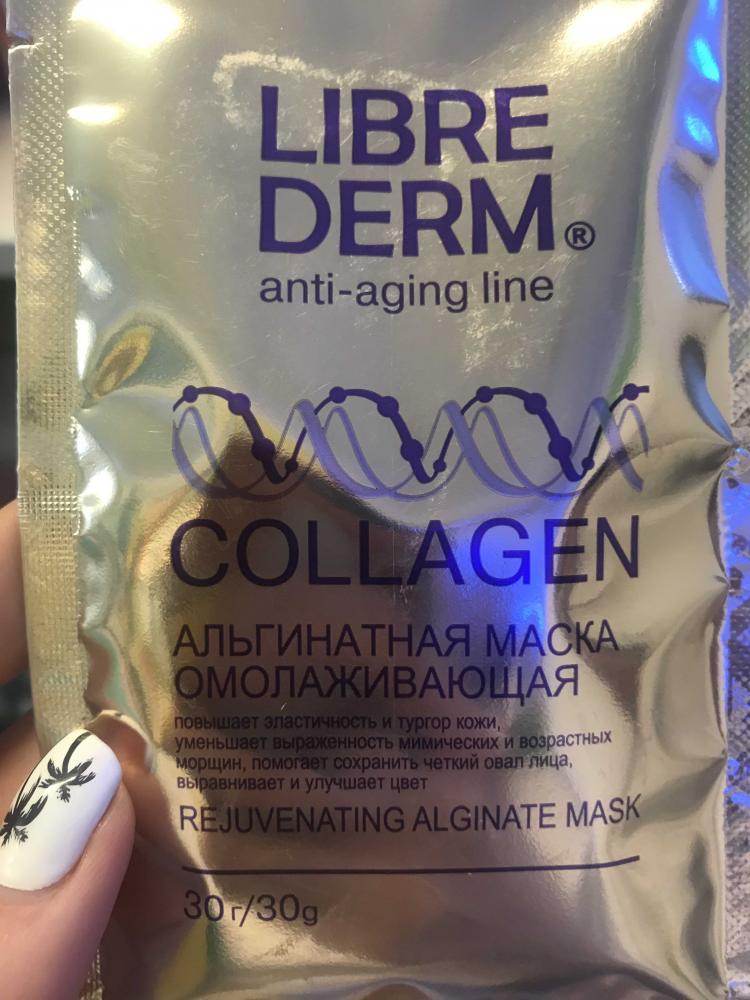 LIBRE
DERM®
anti-aging line
COLLAGEN
АЛЬГИНАТНАЯ МАСКА
ОМОЛАЖИВАЮЩАЯ
повышает эластичность и тургор кожи,
уменьшает выраженность мимических и возрастных
морщин, помогает сохранить четкий овал лица,
выравнивает и улучшает цвет
REJUVENATING ALGINATE MASK
30 г/30g